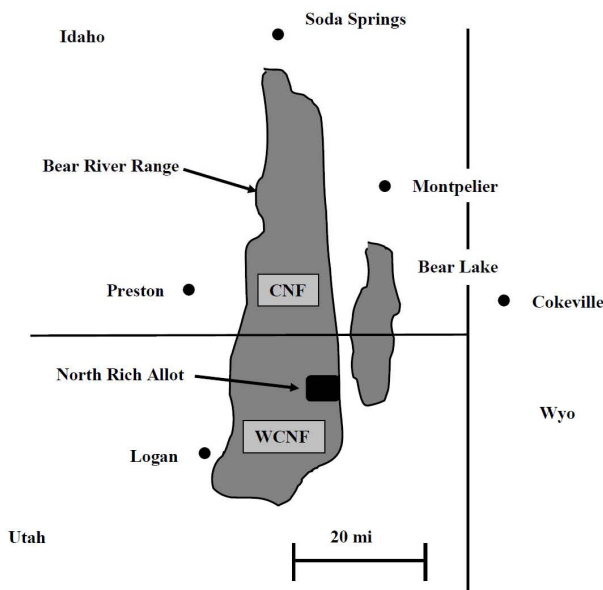 Soda Springs
Idaho
Bear River Range
Montpelier
Bear Lake
CNF
Preston
Cokeville
North Rich Allot
Wyo
WCNF
Logan
Utah
20 mi